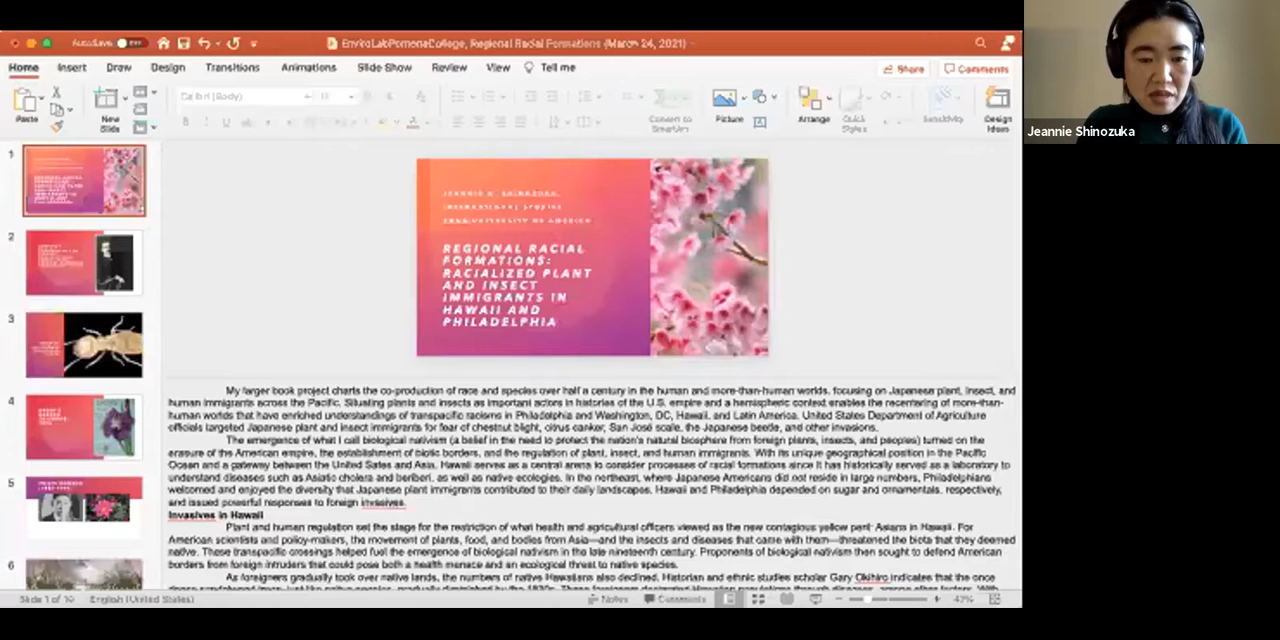 AutoSave OFF
EnviroLabPomonaCollege, Regional Racial Formations (March 24, 2021)
Home Insert Draw Design Transitions Animations Slide Show Review View Tell me
Share Comments
Paste
New Slide
Calibri (Body)
Convert to SmartArt
Picture
Arrange
Quick Styles
Sensitivity
Design Ideas
Jeannie Shinozuka
1
2
3
4
5
6
REGIONAL RACIAL
FORMATIONS:
RACIALIZED PLANT
AND INSECT
IMMIGRANTS IN
HAWAII AND
PHILADELPHIA
My larger book project charts the co-production of race and species over half a century in the human and more-than-human worlds, focusing on Japanese plant, insect, and
human immigrants across the Pacific. Situating plants and insects as important actors in histories of the U.S. empire and a hemispheric context enables the recentering of more-than-
human worlds that have enriched understandings of transpacific racisms in Philadelphia and Washington, DC, Hawaii, and Latin America. United States Department of Agriculture
officials targeted Japanese plant and insect immigrants for fear of chestnut blight, citrus canker, San José scale, the Japanese beetle, and other invasions.
The emergence of what I call biological nativism (a belief in the need to protect the nation's natural biosphere from foreign plants, insects, and peoples) turned on the
erasure of the American empire, the establishment of biotic borders, and the regulation of plant, insect, and human immigrants. With its unique geographical position in the Pacific
Ocean and a gateway between the United Sates and Asia, Hawaii serves as a central arena to consider processes of racial formations since it has historically served as a laboratory to
understand diseases such as Asiatic cholera and beriberi, as well as native ecologies. In the northeast, where Japanese Americans did not reside in large numbers, Philadelphians
welcomed and enjoyed the diversity that Japanese plant immigrants contributed to their daily landscapes. Hawaii and Philadelphia depended on sugar and ornamentals, respectively,
and issued powerful responses to foreign invasives.
Invasives in Hawaii
Plant and human regulation set the stage for the restriction of what health and agricultural officers viewed as the new contagious yellow peril: Asians in Hawaii. For
American scientists and policy-makers, the movement of plants, food, and bodies from Asia—and the insects and diseases that came with them—threatened the biota that they deemed
native. These transpacific crossings helped fuel the emergence of biological nativism in the late nineteenth century. Proponents of biological nativism then sought to defend American
borders from foreign intruders that could pose both a health menace and an ecological threat to native species.
As foreigners gradually took over native lands, the numbers of native Hawaiians also declined. Historian and ethnic studies scholar Gary Okihiro indicates that the once
Slide 1 of 19 English (United States) Notes Comments 47%